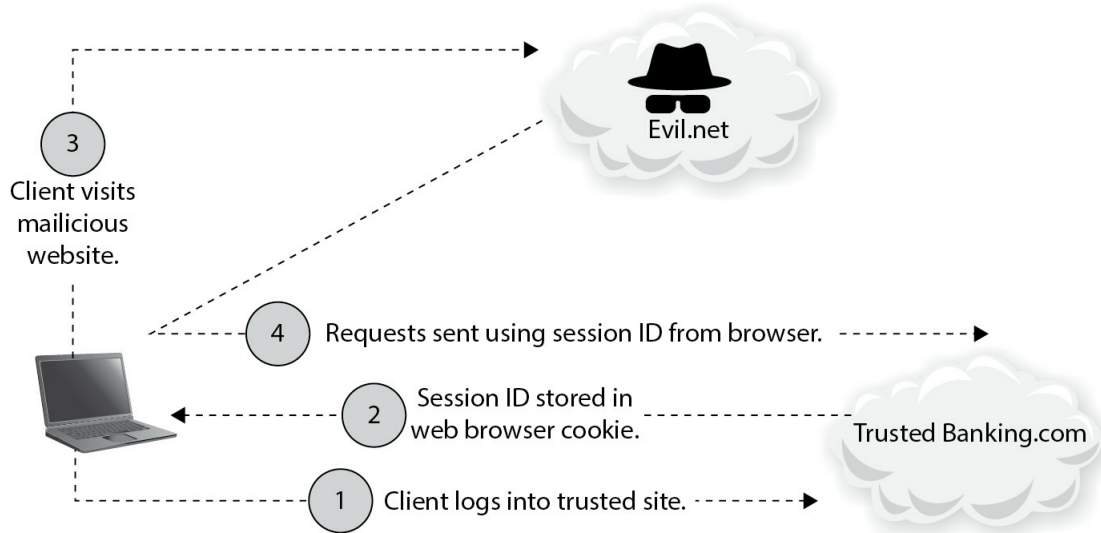 Evil.net
3
Client visits
mailicious
website.
4
Requests sent using session ID from browser.
2
Session ID stored in
web browser cookie.
Trusted Banking.com
1
Client logs into trusted site.